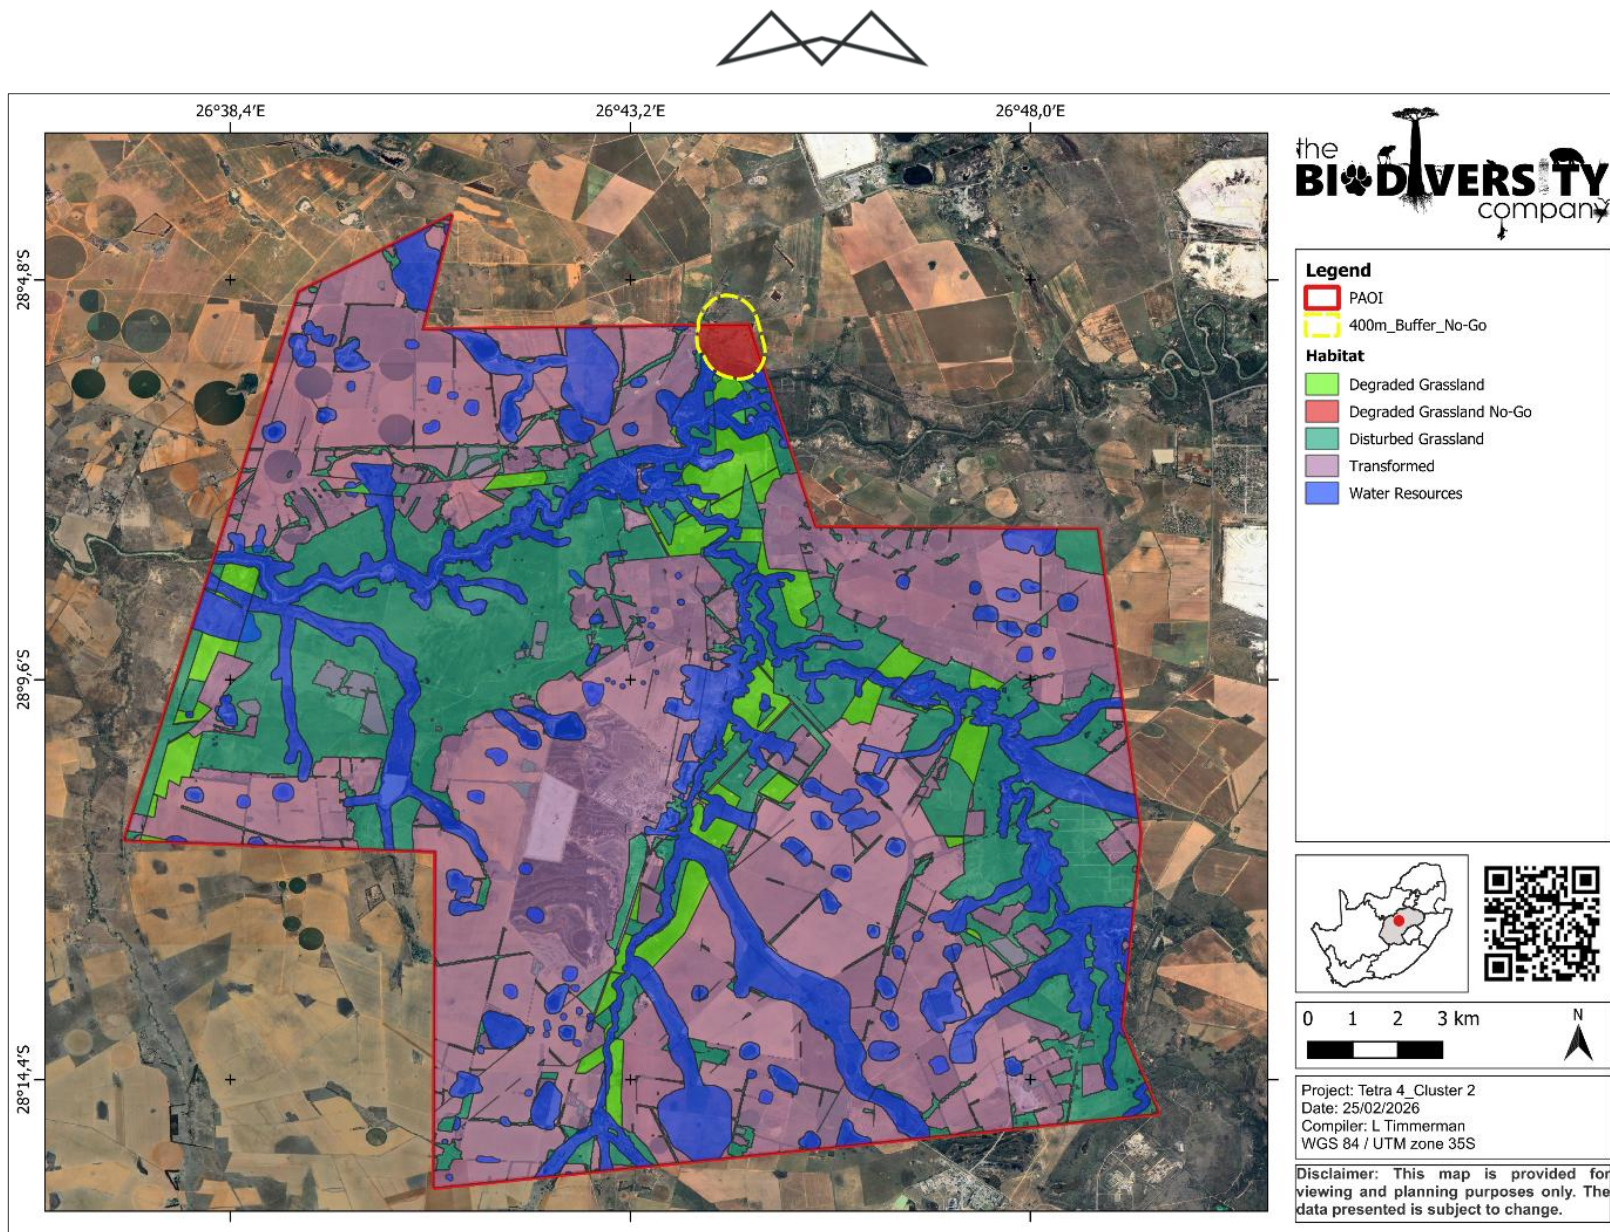 26°38,4'E
26°43,2'E
26°48,0'E
28°4,8'S
28°9,6'S
28°14,4'S
the
BIODIVERSITY
company
Legend
PAOI
400m_Buffer_No-Go
Habitat
Degraded Grassland
Degraded Grassland No-Go
Disturbed Grassland
Transformed
Water Resources
0 1 2 3 km
N
Project: Tetra 4_Cluster 2
Date: 25/02/2026
Compiler: L Timmerman
WGS 84 / UTM zone 35S
Disclaimer: This map is provided for
viewing and planning purposes only. The
data presented is subject to change.